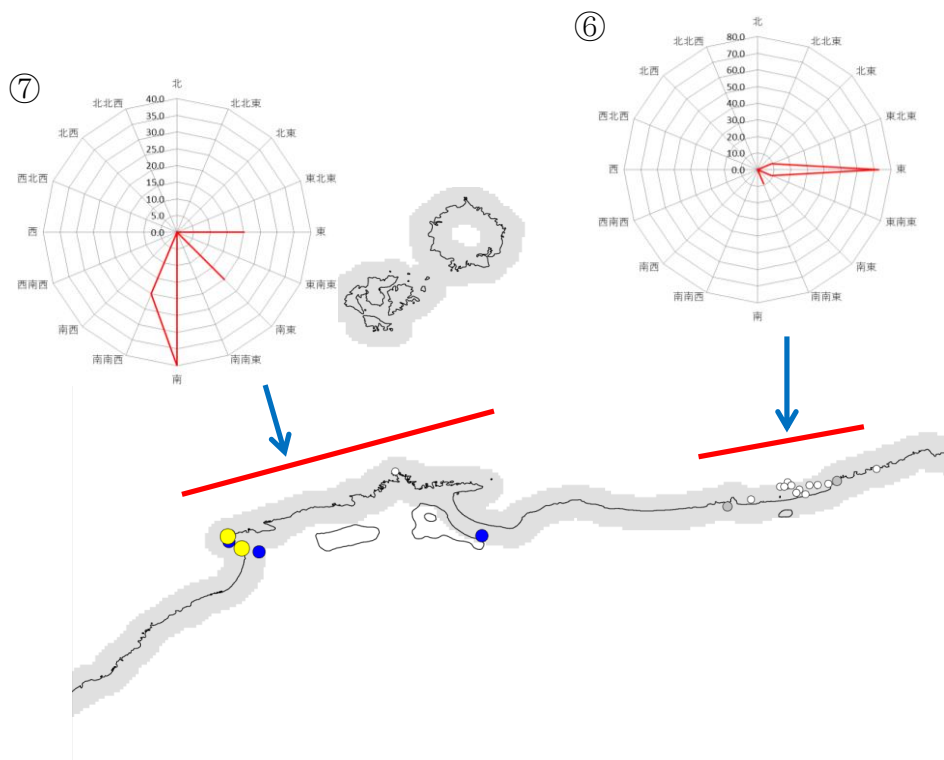 ⑥
北
80.0
70.0
60.0
50.0
40.0
30.0
20.0
10.0
0.0
北北東
北東
東北東
東
東南東
南東
南南東
南
南南西
南西
西南西
西
西北西
北西
北北西
⑦
北
40.0
35.0
30.0
25.0
20.0
15.0
10.0
5.0
0.0
北北東
北東
東北東
東
東南東
南東
南南東
南
南南西
南西
西南西
西
西北西
北西
北北西